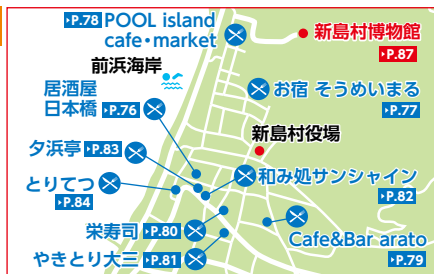 ▶P.78 POOL island
cafe・market
新島村博物館
▶P.87
前浜海岸
居酒屋
日本橋 ▶P.76
お宿 そうめいまる
▶P.77
新島村役場
夕浜亭 ▶P.83
和み処サンシャイン
▶P.82
とりてつ
▶P.84
栄寿司 ▶P.80
やきとり大三 ▶P.81
Cafe&Bar arato
▶P.79